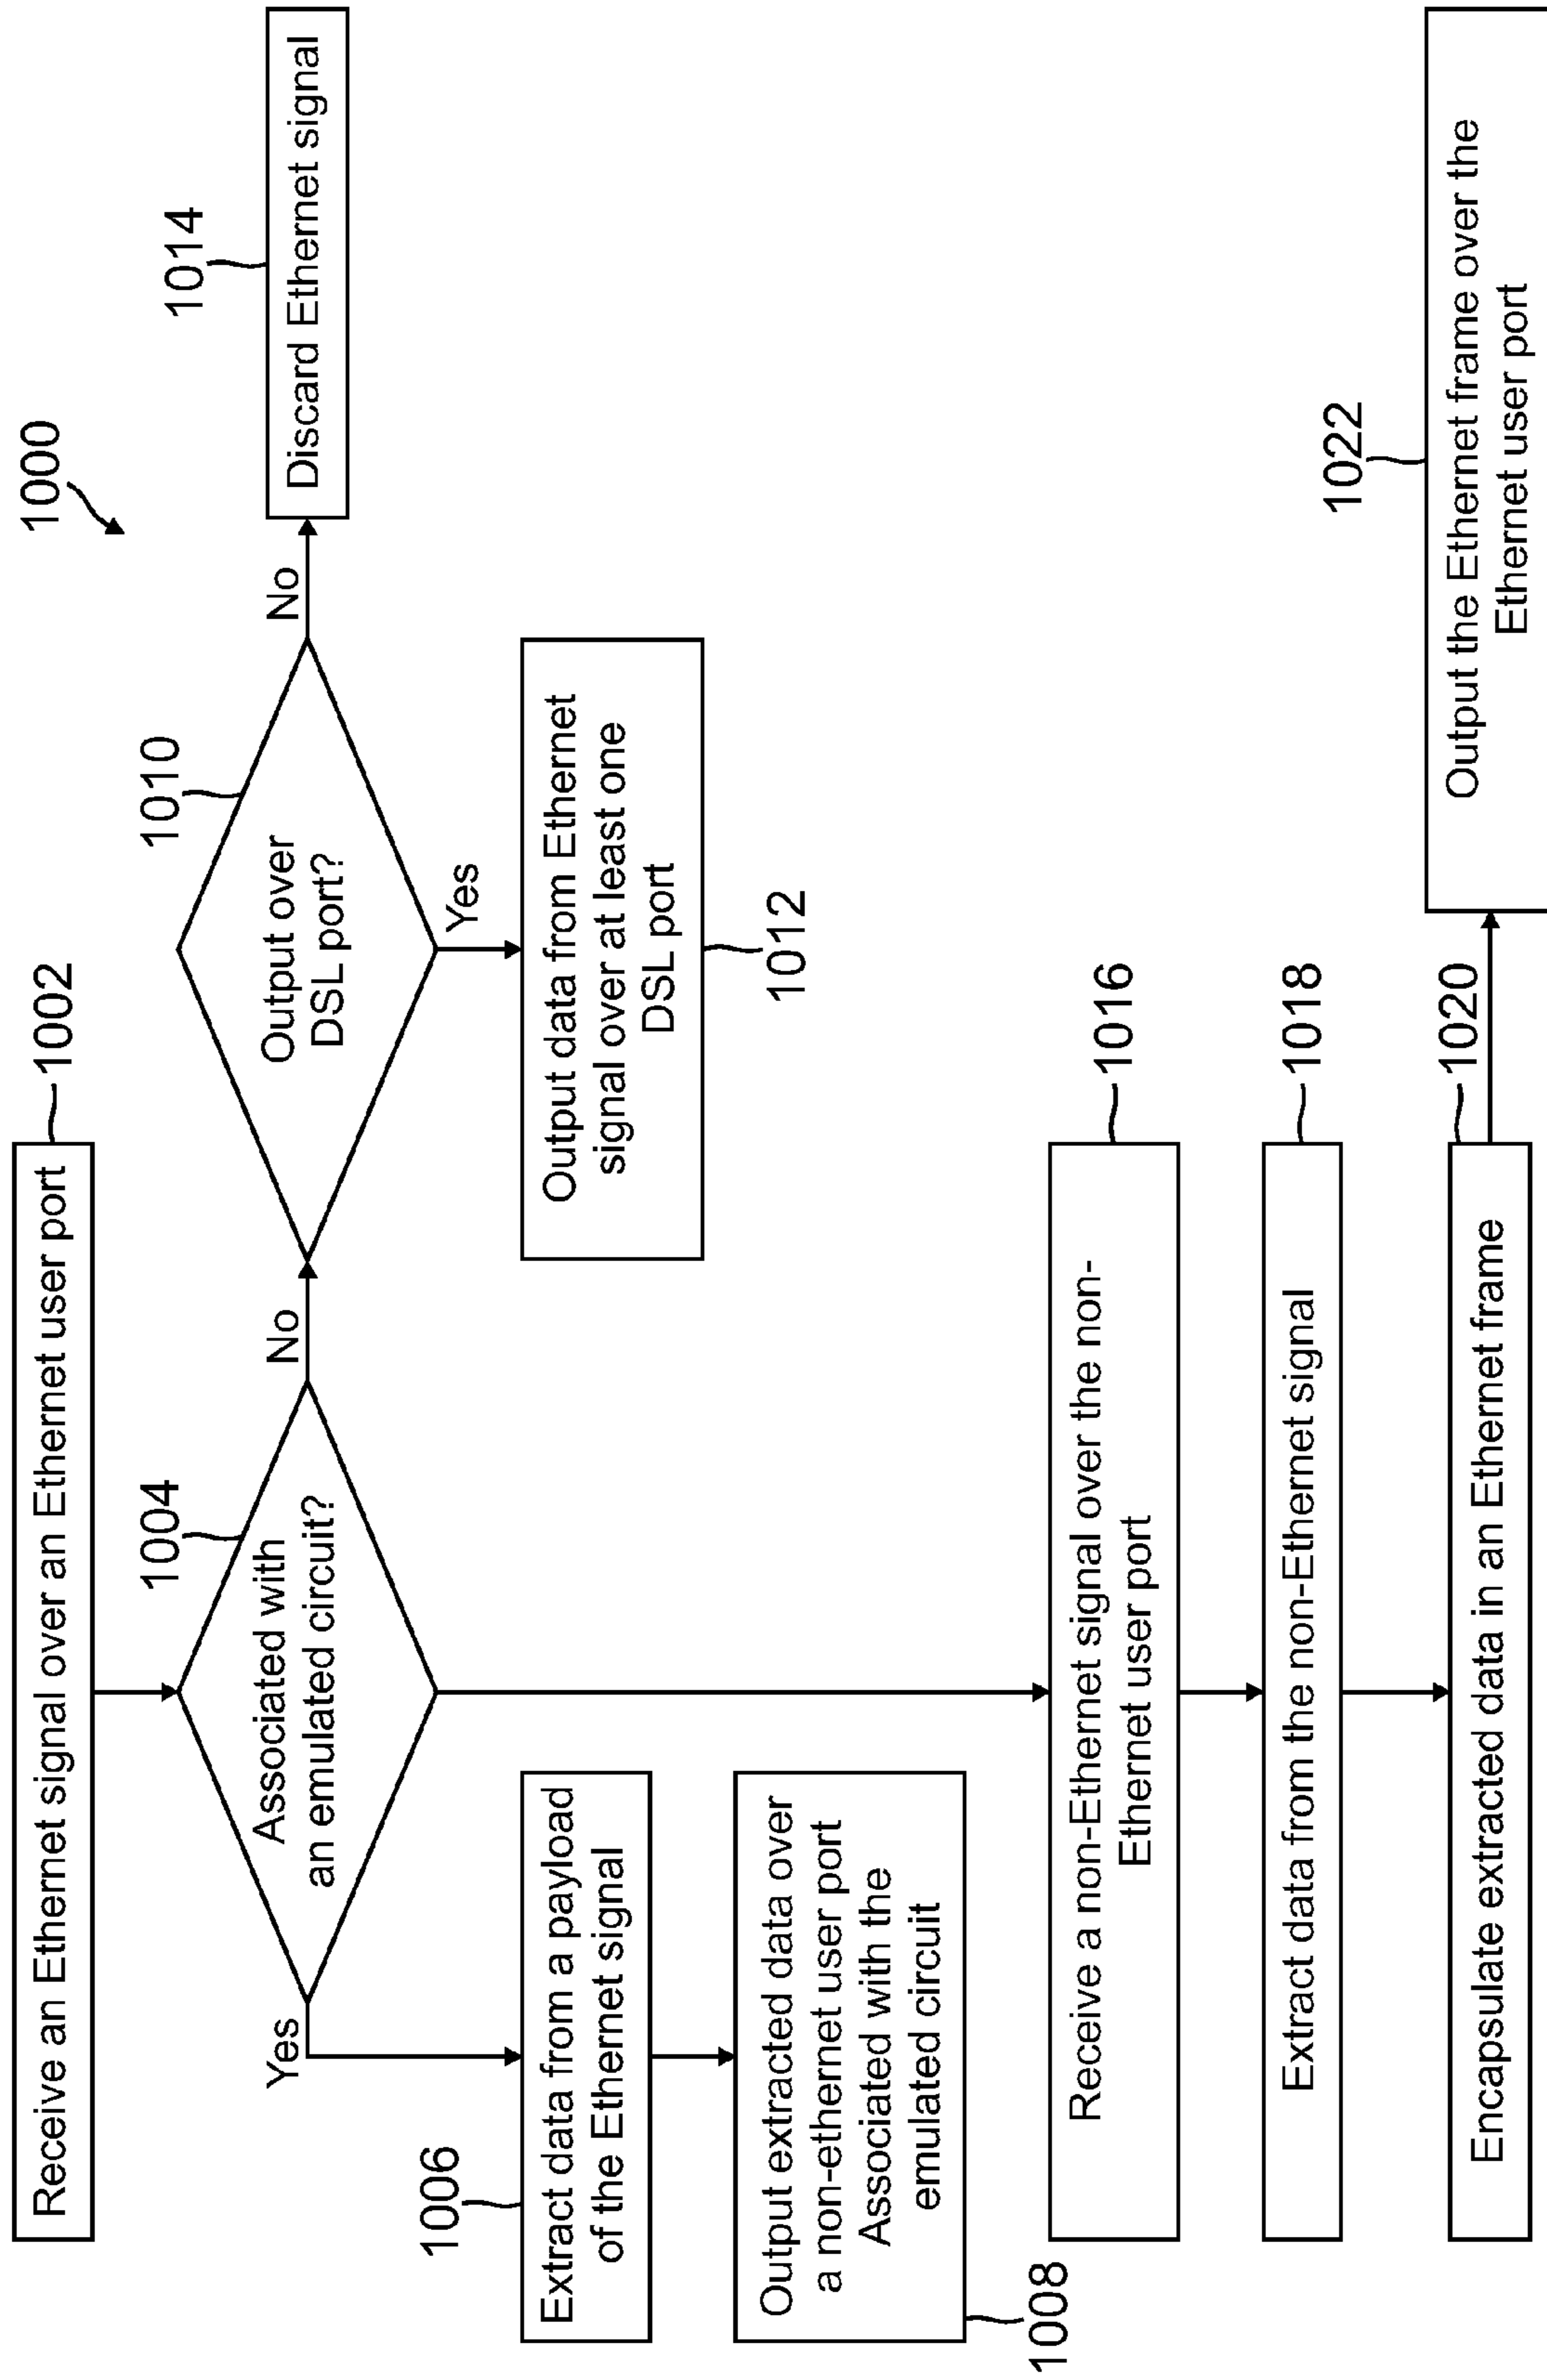 1000
Receive an Ethernet signal over an Ethernet user port
1002
1004
Associated with
an emulated circuit?
Yes
No
1006
Extract data from a payload
of the Ethernet signal
Output extracted data over
a non-ethernet user port
Associated with the
emulated circuit
1008
1010
Output over
DSL port?
Yes
No
Output data from Ethernet
signal over at least one
DSL port
1012
1014
Discard Ethernet signal
Receive a non-Ethernet signal over the non-
Ethernet user port
1016
Extract data from the non-Ethernet signal
1018
Encapsulate extracted data in an Ethernet frame
1020
1022
Output the Ethernet frame over the
Ethernet user port